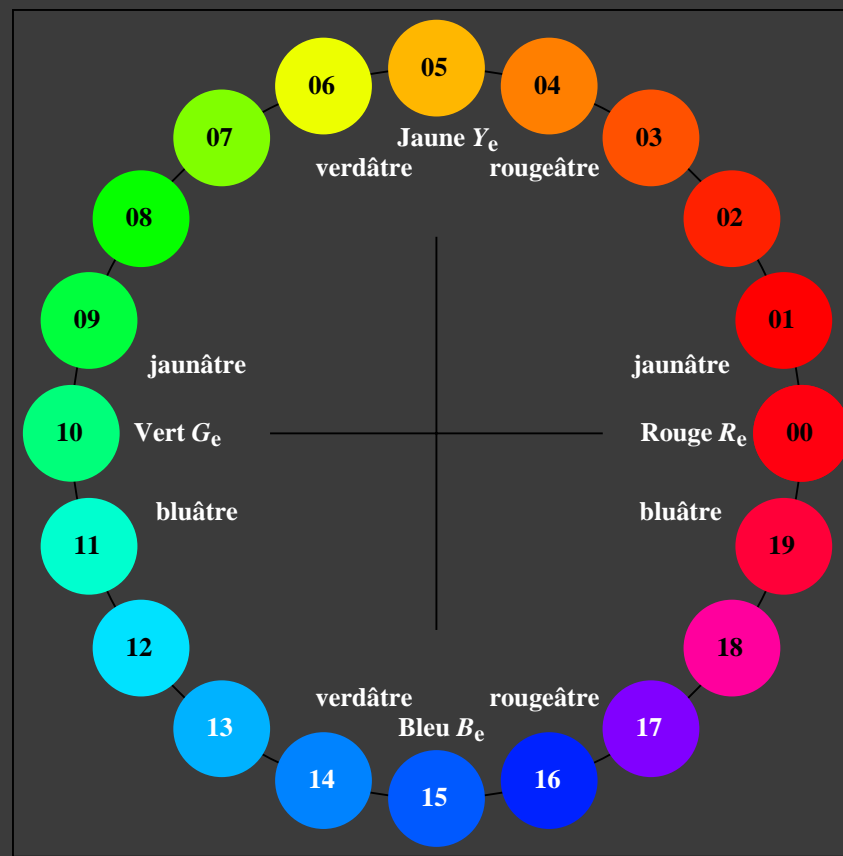 05
06 04
Jaune Ye
07 03
verdâtre rougeâtre
08 02
09 01
jaunâtre jaunâtre
10 Vert Ge Rouge Re 00
bluâtre bluâtre
11 19
12 18
verdâtre rougeâtre
13 Bleu Be 17
14 16
15